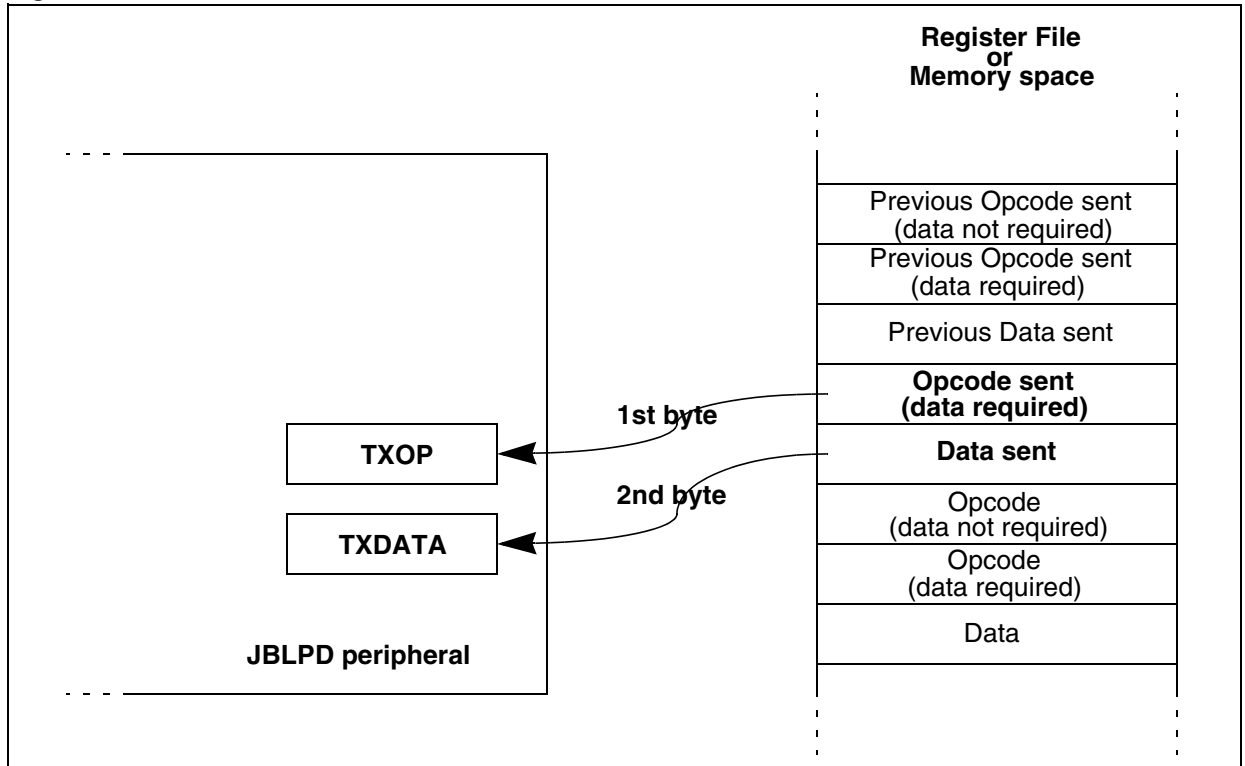 Register File
or
Memory space
Previous Opcode sent
(data not required)
Previous Opcode sent
(data required)
Previous Data sent
Opcode sent
(data required)
1st byte
TXOP
Data sent
2nd byte
Opcode
(data not required)
TXDATA
Opcode
(data required)
Data
JBLPD peripheral